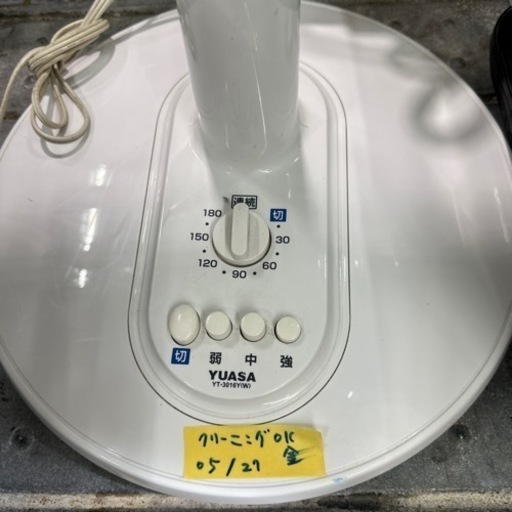 連続
180 切
150 30
120 60
90
切 弱 中 強
YUASA
YT-3016Y(W)
クリーニングOK
05/27 金